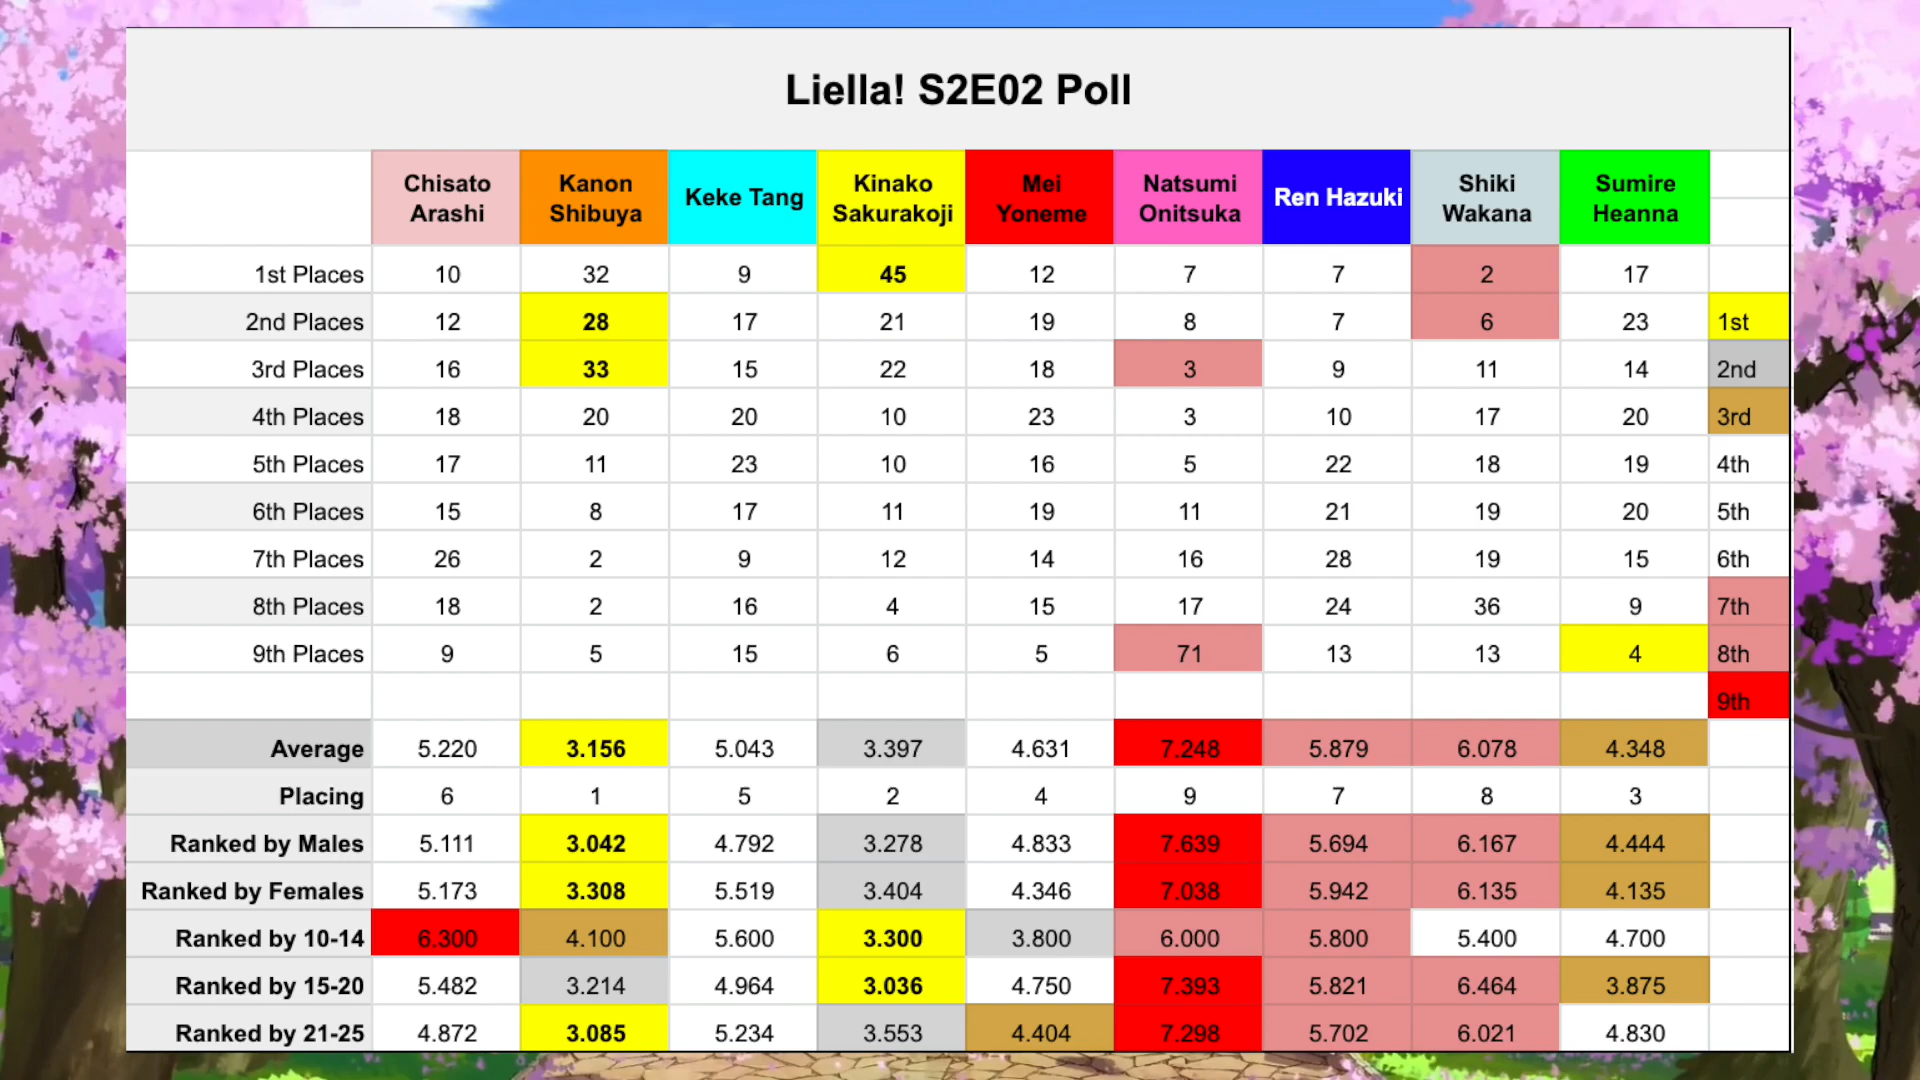 Liella! S2E02 Poll
Chisato Arashi Kanon Shibuya Keke Tang Kinako Sakurakoji Mei Yoneme Natsumi Onitsuka Ren Hazuki Shiki Wakana Sumire Heanna
1st Places 10 32 9 45 12 7 7 2 17
2nd Places 12 28 17 21 19 8 7 6 23 1st
3rd Places 16 33 15 22 18 3 9 11 14 2nd
4th Places 18 20 20 10 23 3 10 17 20 3rd
5th Places 17 11 23 10 16 5 22 18 19 4th
6th Places 15 8 17 11 19 11 21 19 20 5th
7th Places 26 2 9 12 14 16 28 19 15 6th
8th Places 18 2 16 4 15 17 24 36 9 7th
9th Places 9 5 15 6 5 71 13 13 4 8th
9th
Average 5.220 3.156 5.043 3.397 4.631 7.248 5.879 6.078 4.348
Placing 6 1 5 2 4 9 7 8 3
Ranked by Males 5.111 3.042 4.792 3.278 4.833 7.639 5.694 6.167 4.444
Ranked by Females 5.173 3.308 5.519 3.404 4.346 7.038 5.942 6.135 4.135
Ranked by 10-14 6.300 4.100 5.600 3.300 3.800 6.000 5.800 5.400 4.700
Ranked by 15-20 5.482 3.214 4.964 3.036 4.750 7.393 5.821 6.464 3.875
Ranked by 21-25 4.872 3.085 5.234 3.553 4.404 7.298 5.702 6.021 4.830